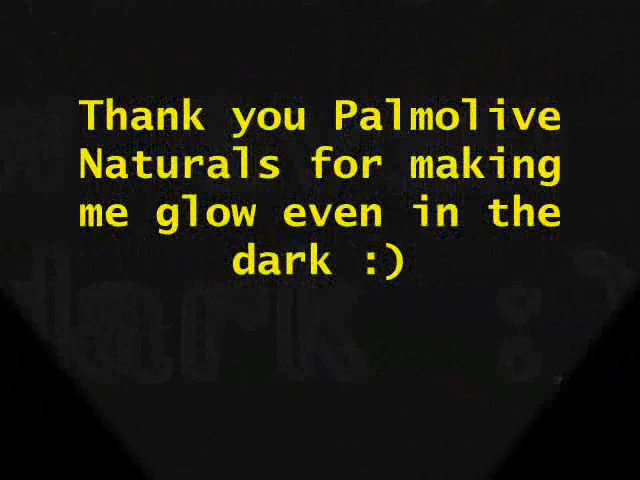 Thank you Palmolive
Naturals for making
me glow even in the
dark :)